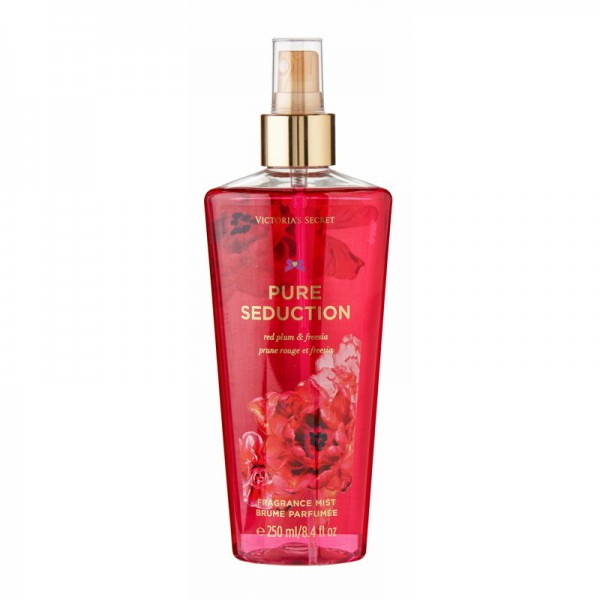 VICTORIA'S SECRET
PURE
SEDUCTION
red plum & freesia
prune rouge et freesia
FRAGRANCE MIST
BRUME PARFUMÉE
℮ 250 ml/8.4 fl oz